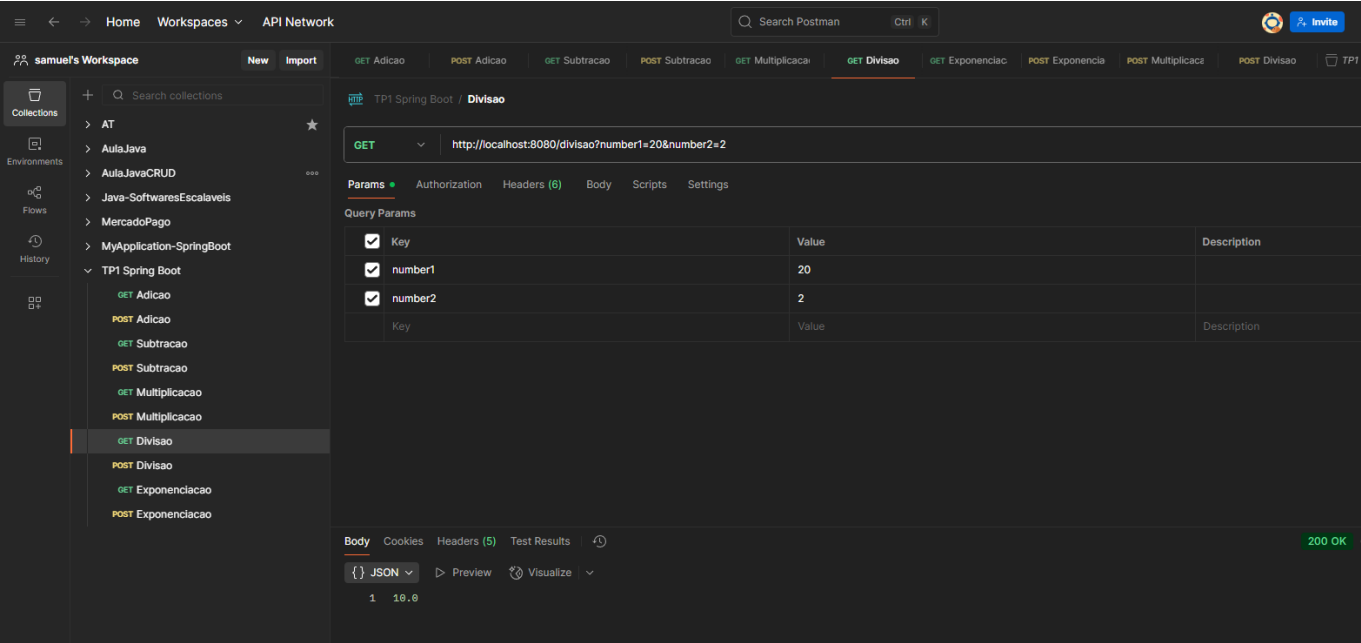 Home Workspaces API Network Search Postman Ctrl K Invite
samuel's Workspace New Import
GET Adicao POST Adicao GET Subtracao POST Subtracao GET Multiplicacao GET Divisao GET Exponenciac POST Exponencia POST Multiplicaca POST Divisao TP1
Collections
Environments
Flows
History
Search collections
AT
AulaJava
AulaJavaCRUD
Java-SoftwaresEscalaveis
MercadoPago
MyApplication-SpringBoot
TP1 Spring Boot
GET Adicao
POST Adicao
GET Subtracao
POST Subtracao
GET Multiplicacao
POST Multiplicacao
GET Divisao
POST Divisao
GET Exponenciacao
POST Exponenciacao
HTTP TP1 Spring Boot / Divisao
GET http://localhost:8080/divisao?number1=20&number2=2
Params Authorization Headers (6) Body Scripts Settings
Query Params
Key Value Description
number1 20
number2 2
Key Value Description
Body Cookies Headers (5) Test Results 200 OK
{} JSON Preview Visualize
1 10.0